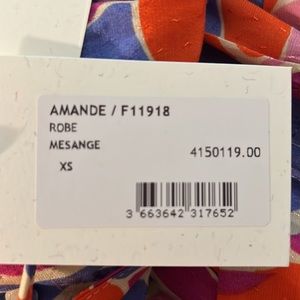 AMANDE / F11918
ROBE
MESANGE
4150119.00
XS
3 663642 317652